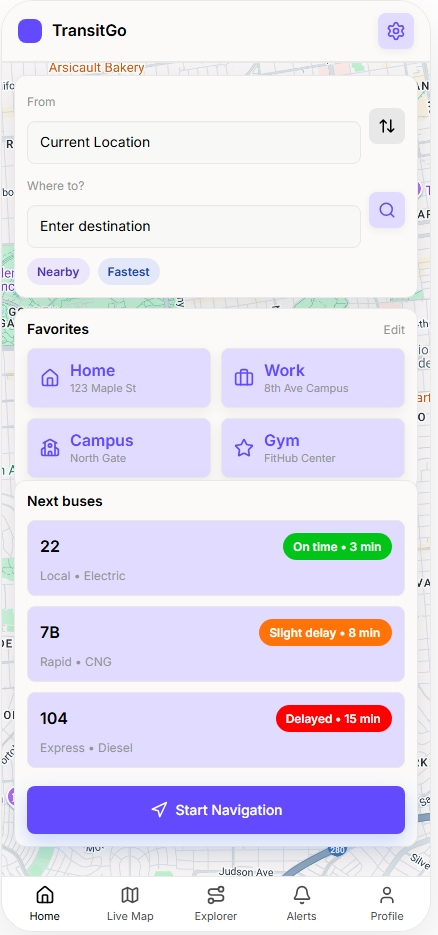 TransitGo
Arsicault Bakery
From
Current Location
Where to?
Enter destination
Nearby
Fastest
Favorites
Edit
Home
123 Maple St
Work
8th Ave Campus
Campus
North Gate
Gym
FitHub Center
Next buses
22
On time • 3 min
Local • Electric
7B
Slight delay • 8 min
Rapid • CNG
104
Delayed • 15 min
Express • Diesel
Start Navigation
280
Judson Ave
Home
Live Map
Explorer
Alerts
Profile